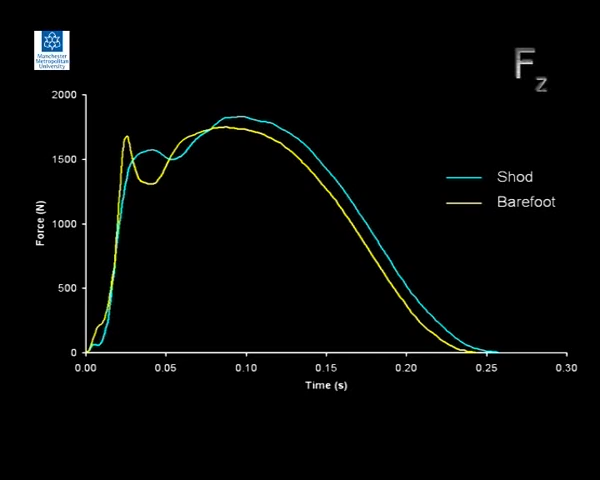 Manchester
Metropolitan
University
Fz
2000
1500
1000
500
0
Force (N)
0.00
0.05
0.10
0.15
0.20
0.25
0.30
Time (s)
Shod
Barefoot